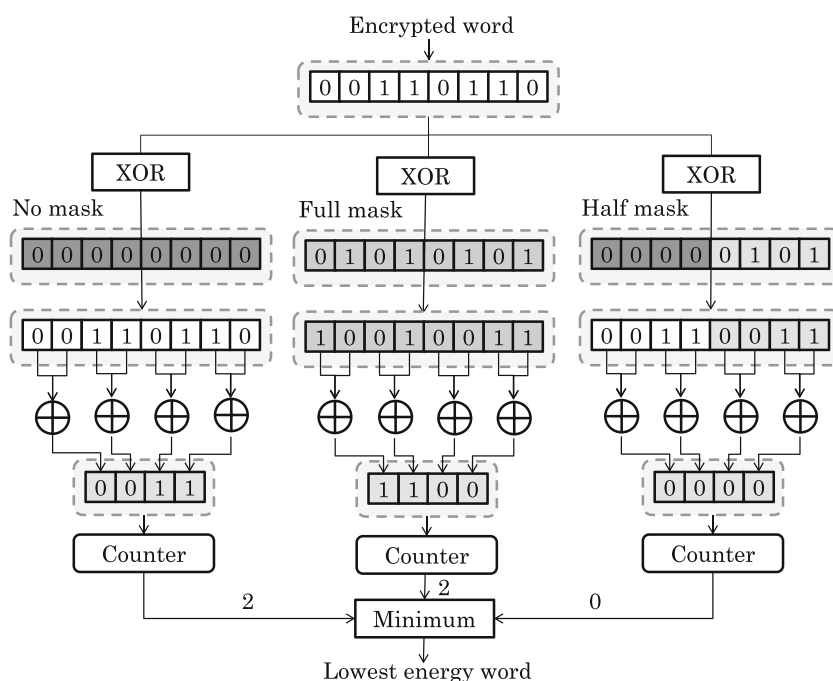 Encrypted word
0 0 1 1 0 1 1 0
XOR
XOR
XOR
No mask
Full mask
Half mask
0 0 0 0 0 0 0 0
0 1 0 1 0 1 0 1
0 0 0 0 0 1 0 1
0 0 1 1 0 1 1 0
1 0 0 1 0 0 1 1
0 0 1 1 0 0 1 1
0 0 1 1
1 1 0 0
0 0 0 0
Counter
Counter
Counter
2
2
0
Minimum
Lowest energy word